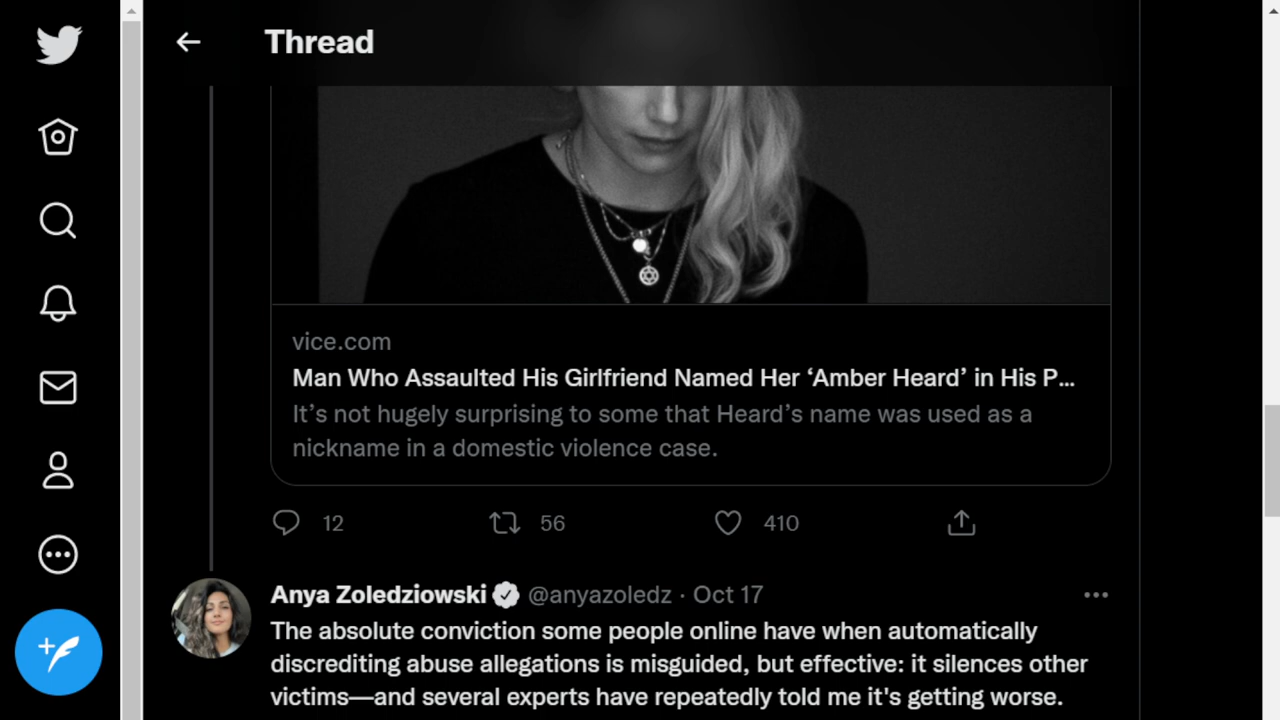 Thread
vice.com
Man Who Assaulted His Girlfriend Named Her ‘Amber Heard’ in His P...
It’s not hugely surprising to some that Heard’s name was used as a
nickname in a domestic violence case.
12 56 410
Anya Zoledziowski @anyazoledz · Oct 17
The absolute conviction some people online have when automatically
discrediting abuse allegations is misguided, but effective: it silences other
victims—and several experts have repeatedly told me it's getting worse.